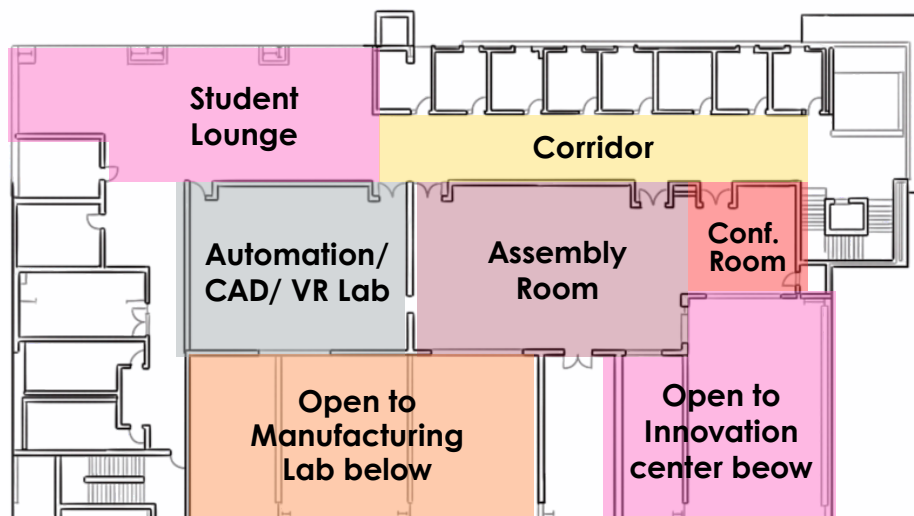 Student
Lounge
Corridor
Automation/
CAD/ VR Lab
Assembly
Room
Conf.
Room
Open to
Manufacturing
Lab below
Open to
Innovation
center beow